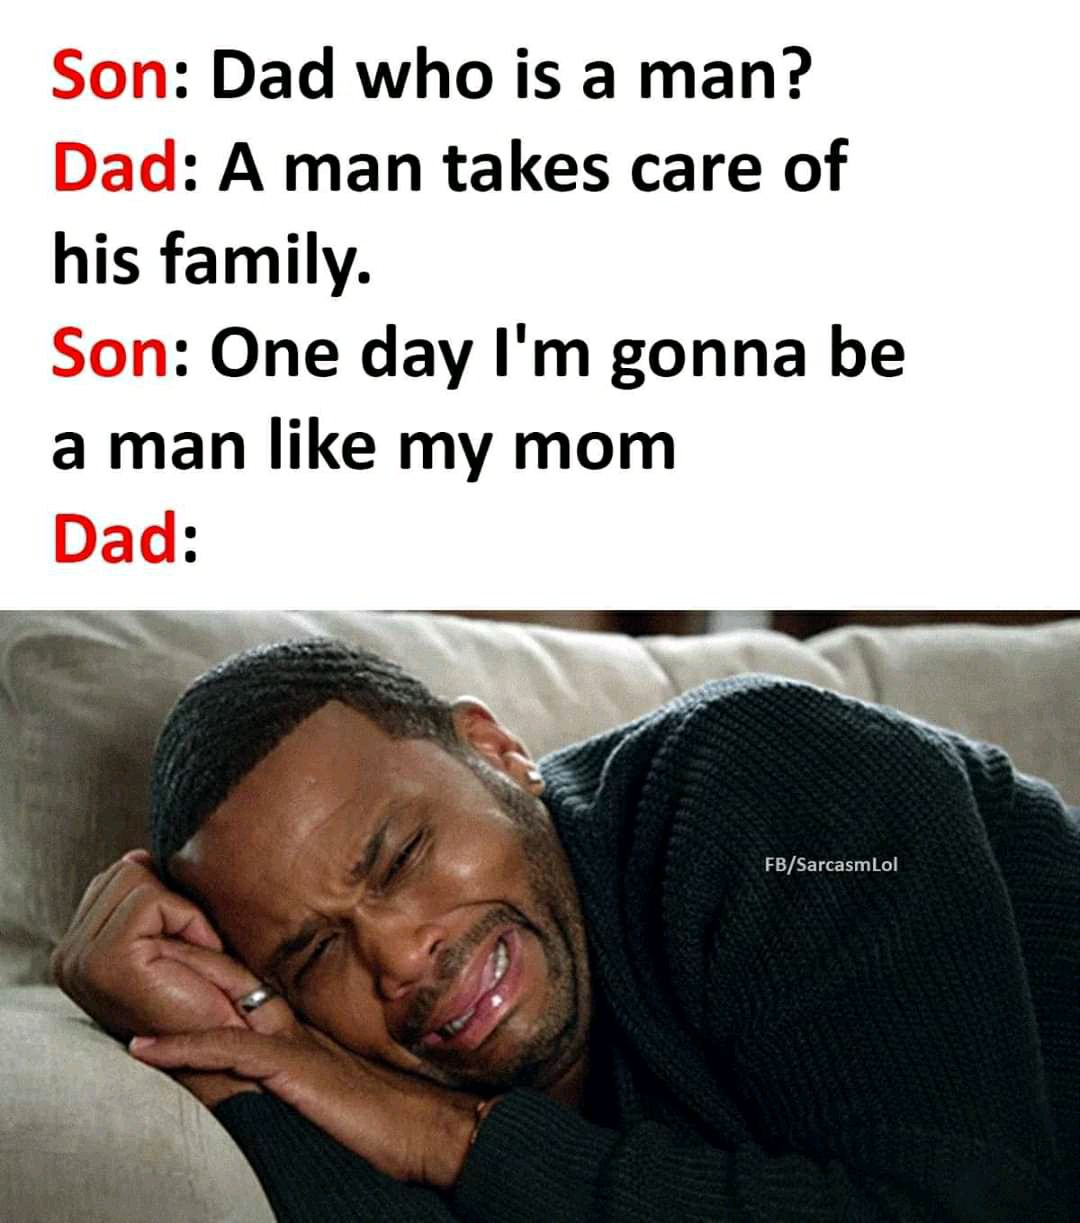 Son: Dad who is a man?
Dad: A man takes care of
his family.
Son: One day I'm gonna be
a man like my mom
Dad:
FB/SarcasmLol